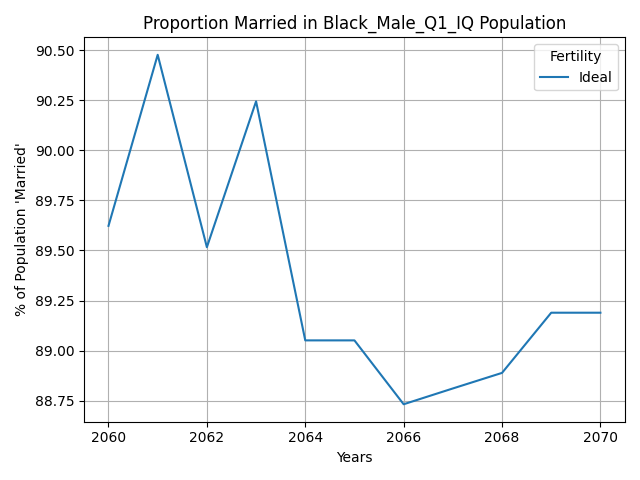 Proportion Married in Black_Male_Q1_IQ Population
Fertility
Ideal
% of Population 'Married'
90.50
90.25
90.00
89.75
89.50
89.25
89.00
88.75
2060 2062 2064 2066 2068 2070
Years